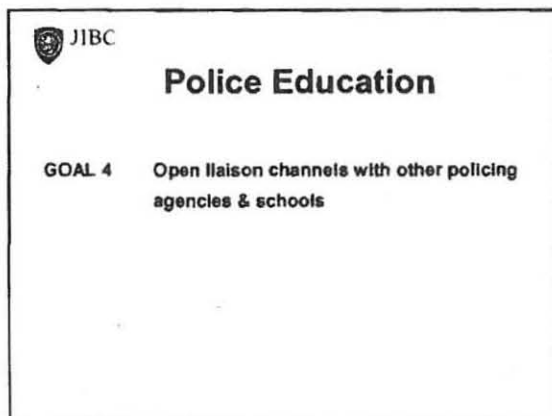 JIBC
Police Education
GOAL 4 Open liaison channels with other policing
agencies & schools